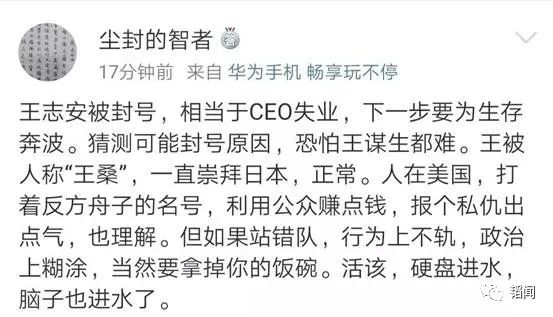 尘封的智者
17分钟前 来自 华为手机 畅享玩不停
王志安被封号，相当于CEO失业，下一步要为生存
奔波。猜测可能封号原因，恐怕王谋生都难。王被
人称“王桑”，一直崇拜日本，正常。人在美国，打
着反方舟子的名号，利用公众赚点钱，报个私仇出
点气，也理解。但如果站错队，行为上不轨，政治
上糊涂，当然要拿掉你的饭碗。活该，硬盘进水，
脑子也进水了。
韬闻